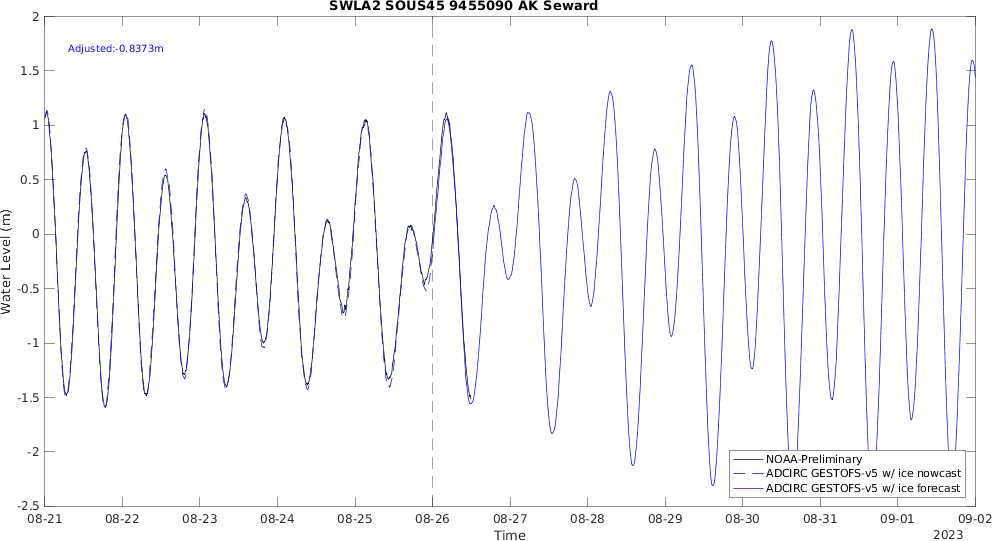 SWLA2 SOUS45 9455090 AK Seward
Adjusted:-0.8373m
2
1.5
1
0.5
0
-0.5
-1
-1.5
-2
-2.5
Water Level (m)
NOAA-Preliminary
ADCIRC GESTOFS-v5 w/ ice nowcast
ADCIRC GESTOFS-v5 w/ ice forecast
08-21 08-22 08-23 08-24 08-25 08-26 08-27 08-28 08-29 08-30 08-31 09-01 09-02
Time
2023